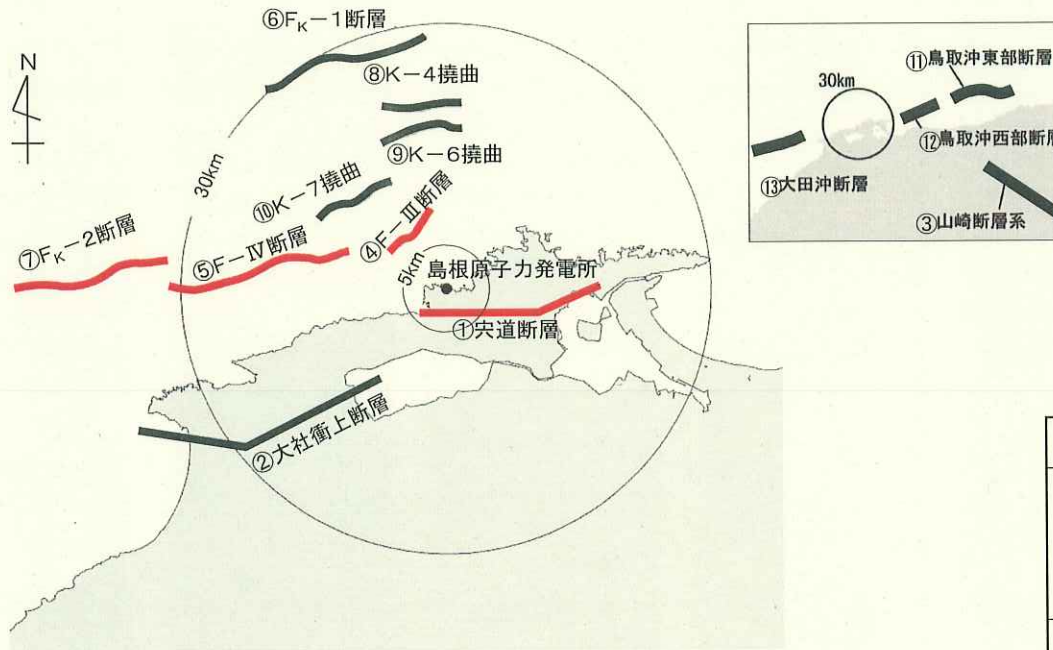 ⑥FK－1断層
N
⑧K－4撓曲
30km
⑨K－6撓曲
⑩K－7撓曲
④F－Ⅲ断層
⑦FK－2断層
⑤F－Ⅳ断層
5km
島根原子力発電所
①宍道断層
②大社衝上断層
⑪鳥取沖東部断層
30km
⑫鳥取沖西部断層
⑬大田沖断層
③山崎断層系